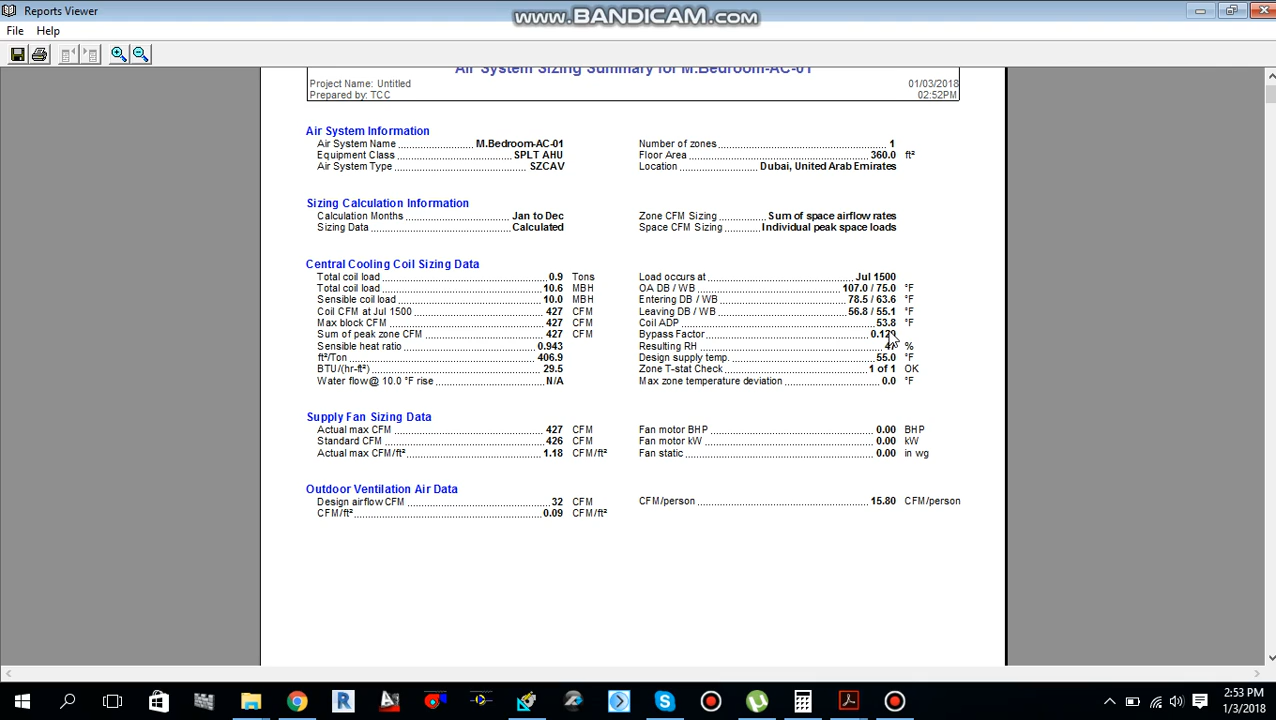 Reports Viewer
www.BANDICAM.com
File Help
Air System Sizing Summary for M.Bedroom-AC-01
Project Name: Untitled 01/03/2018
Prepared by: TCC 02:52PM
Air System Information
Air System Name M.Bedroom-AC-01 Number of zones 1
Equipment Class SPLT AHU Floor Area 360.0 ft²
Air System Type SZCAV Location Dubai, United Arab Emirates
Sizing Calculation Information
Calculation Months Jan to Dec Zone CFM Sizing Sum of space airflow rates
Sizing Data Calculated Space CFM Sizing Individual peak space loads
Central Cooling Coil Sizing Data
Total coil load 0.9 Tons Load occurs at Jul 1500
Total coil load 10.6 MBH OA DB / WB 107.0 / 75.0 °F
Sensible coil load 10.0 MBH Entering DB / WB 78.5 / 63.6 °F
Coil CFM at Jul 1500 427 CFM Leaving DB / WB 56.8 / 55.1 °F
Max block CFM 427 CFM Coil ADP 53.8 °F
Sum of peak zone CFM 427 CFM Bypass Factor
Sensible heat ratio 0.943 Resulting RH %
ft²/Ton 406.9 Design supply temp. 55.0 °F
BTU/(hr-ft²) 29.5 Zone T-stat Check 1 of 1 OK
Water flow@ 10.0 °F rise N/A Max zone temperature deviation 0.0 °F
Supply Fan Sizing Data
Actual max CFM 427 CFM Fan motor BHP 0.00 BHP
Standard CFM 426 CFM Fan motor kW 0.00 kW
Actual max CFM/ft² 1.18 CFM/ft² Fan static 0.00 in wg
Outdoor Ventilation Air Data
Design airflow CFM 32 CFM CFM/person 15.80 CFM/person
CFM/ft² 0.09 CFM/ft²
2:53 PM
1/3/2018